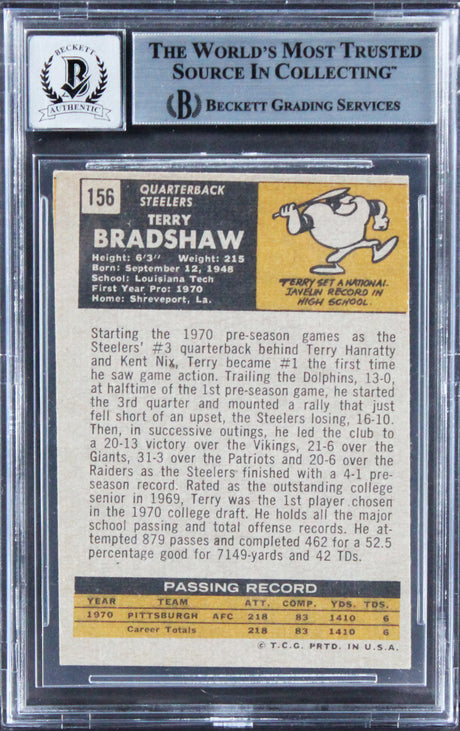 BECKETT
B
AUTHENTIC
THE WORLD'S MOST TRUSTED
SOURCE IN COLLECTING™
B BECKETT GRADING SERVICES
156
QUARTERBACK
STEELERS
TERRY
BRADSHAW
Height: 6'3" Weight: 215
Born: September 12, 1948
School: Louisiana Tech
First Year Pro: 1970
Home: Shreveport, La.
TERRY SET A NATIONAL
JAVELIN RECORD IN
HIGH SCHOOL.
Starting the 1970 pre-season games as the
Steelers' #3 quarterback behind Terry Hanratty
and Kent Nix, Terry became #1 the first time
he saw game action. Trailing the Dolphins, 13-0,
at halftime of the 1st pre-season game, he started
the 3rd quarter and mounted a rally that just
fell short of an upset, the Steelers losing, 16-10.
Then, in successive outings, he led the club to
a 20-13 victory over the Vikings, 21-6 over the
Giants, 31-3 over the Patriots and 20-6 over the
Raiders as the Steelers finished with a 4-1 pre-
season record. Rated as the outstanding college
senior in 1969, Terry was the 1st player chosen
in the 1970 college draft. He holds all the major
school passing and total offense records. He at-
tempted 879 passes and completed 462 for a 52.5
percentage good for 7149-yards and 42 TDs.
PASSING RECORD
YEAR TEAM ATT. COMP. YDS. TDS.
1970 PITTSBURGH AFC 218 83 1410 6
Career Totals 218 83 1410 6
© T.C.G. PRTD. IN U.S.A.